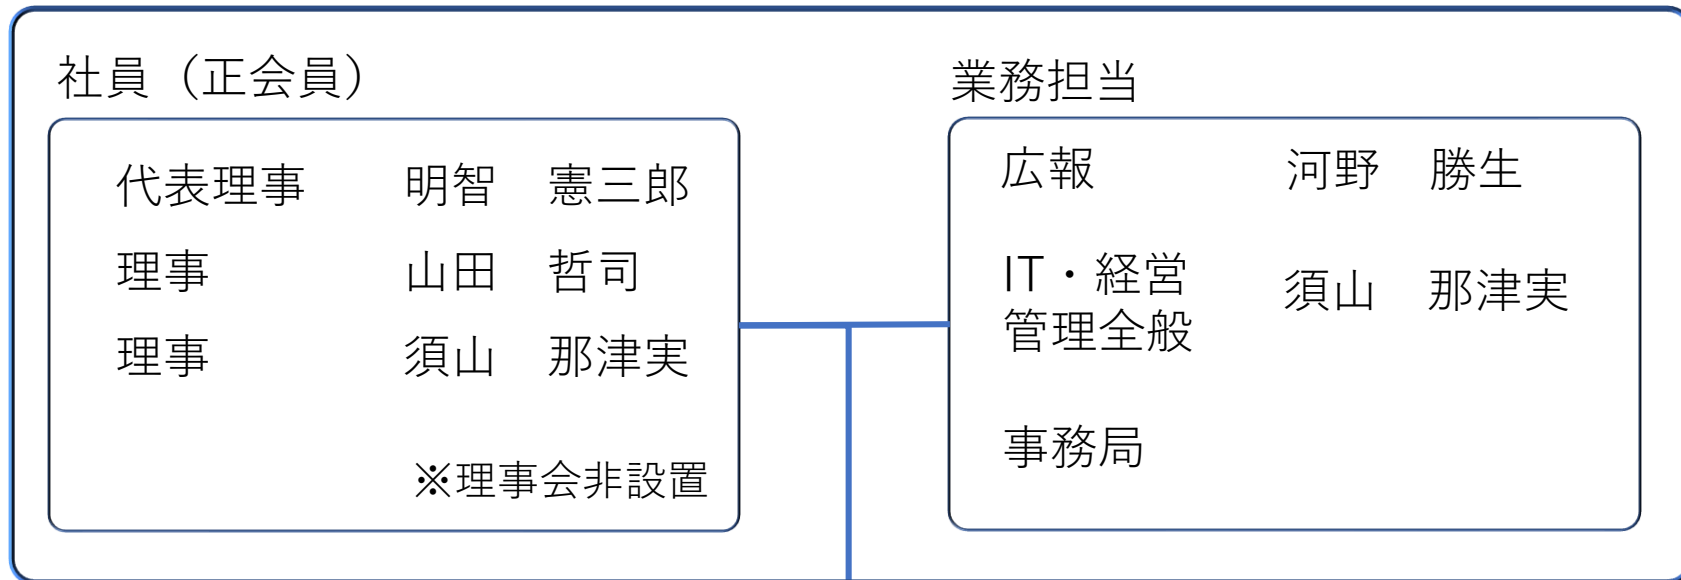 社員（正会員）
代表理事　明智　憲三郎
理事　山田　哲司
理事　須山　那津実
※理事会非設置
業務担当
広報　河野　勝生
IT・経営
管理全般　須山　那津実
事務局